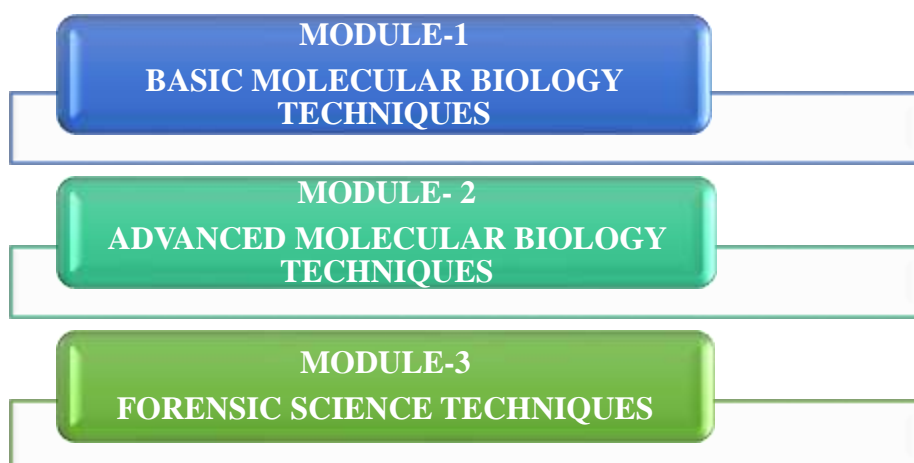 MODULE-1
BASIC MOLECULAR BIOLOGY
TECHNIQUES
MODULE- 2
ADVANCED MOLECULAR BIOLOGY
TECHNIQUES
MODULE-3
FORENSIC SCIENCE TECHNIQUES